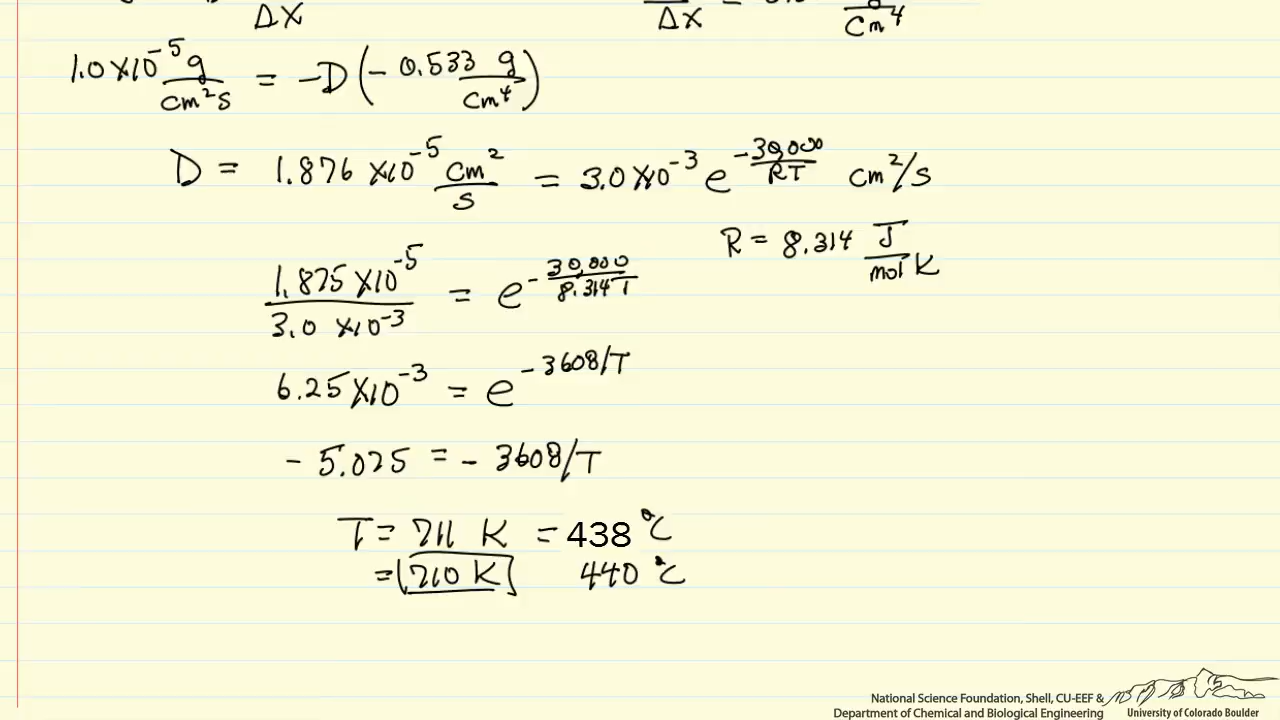 ΔX ΔX = cm⁴
1.0 ×10⁻⁵ g/cm²s = -D(- 0.533 g/cm⁴)
D = 1.876 ×10⁻⁵ cm²/s = 3.0 ×10⁻³ e^(-30,000/RT) cm²/s
R = 8.314 J/mol K
1.875 ×10⁻⁵/3.0 ×10⁻³ = e^(-30,000/8.314T)
6.25 ×10⁻³ = e^(-3608/T)
- 5.075 = - 3608/T
T = 711 K = 438 °C
= 710 K 440 °C
National Science Foundation, Shell, CU-EEF &
Department of Chemical and Biological Engineering
University of Colorado Boulder